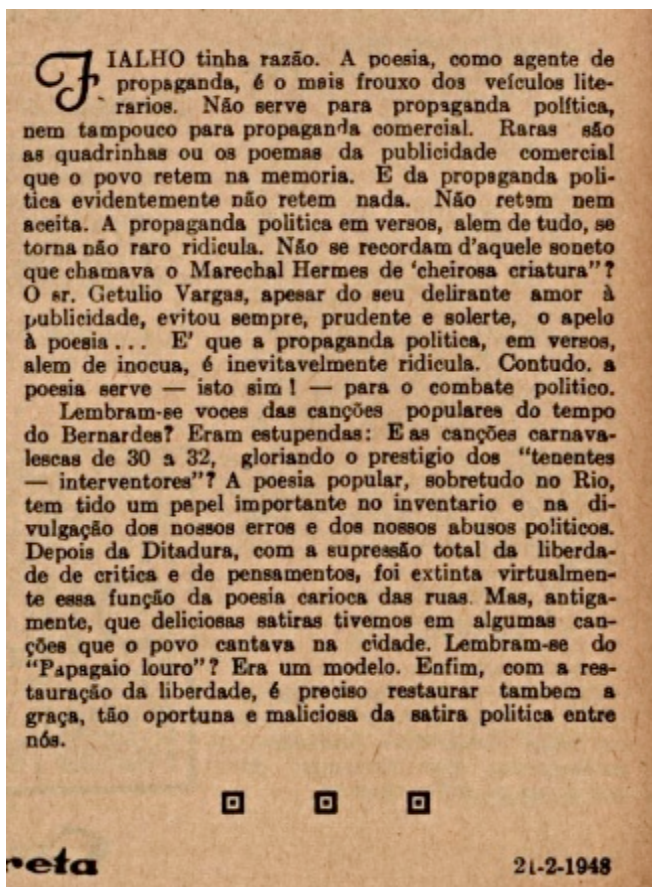 FIALHO tinha razão. A poesia, como agente de
propaganda, é o mais frouxo dos veículos lite-
rarios. Não serve para propaganda política,
nem tampouco para propaganda comercial. Raras são
as quadrinhas ou os poemas da publicidade comercial
que o povo retem na memoria. E da propaganda poli-
tica evidentemente não retem nada. Não retem nem
aceita. A propaganda politica em versos, alem de tudo, se
torna não raro ridicula. Não se recordam d'aquele soneto
que chamava o Marechal Hermes de 'cheirosa criatura"?
O sr. Getulio Vargas, apesar do seu delirante amor à
publicidade, evitou sempre, prudente e solerte, o apelo
à poesia... E' que a propaganda politica, em versos,
alem de inocua, é inevitavelmente ridicula. Contudo. a
poesia serve — isto sim! — para o combate politico.
Lembram-se voces das canções populares do tempo
do Bernardes? Eram estupendas: E as canções carnava-
lescas de 30 a 32, gloriando o prestigio dos "tenentes
— interventores"? A poesia popular, sobretudo no Rio,
tem tido um papel importante no inventario e na di-
vulgação dos nossos erros e dos nossos abusos politicos.
Depois da Ditadura, com a supressão total da liberda-
de de critica e de pensamentos, foi extinta virtualmen-
te essa função da poesia carioca das ruas. Mas, antiga-
mente, que deliciosas satiras tivemos em algumas can-
ções que o povo cantava na cidade. Lembram-se do
"Papagaio louro"? Era um modelo. Enfim, com a res-
tauração da liberdade, é preciso restaurar tambem a
graça, tão oportuna e maliciosa da satira politica entre
nós.
reta
21-2-1948